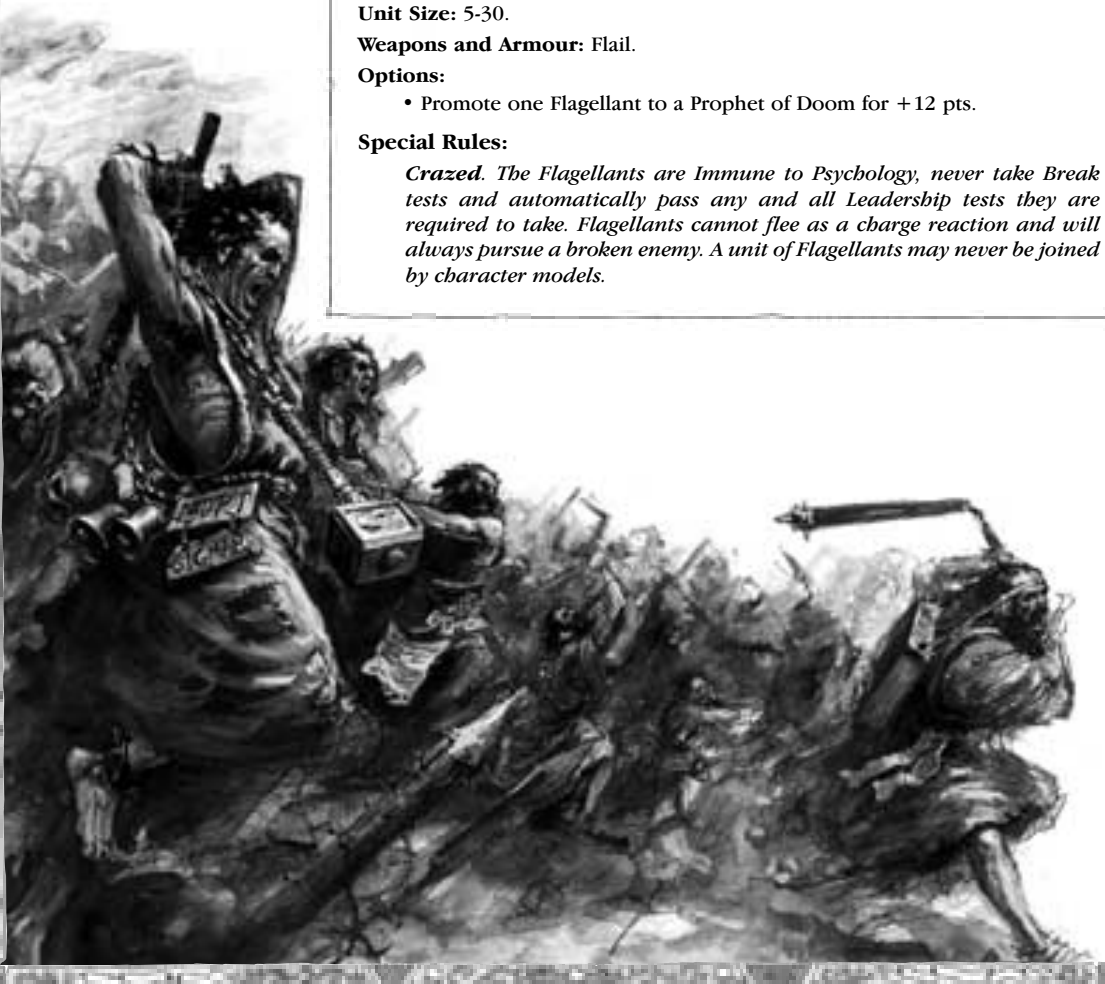 Unit Size: 5-30.
Weapons and Armour: Flail.
Options:
• Promote one Flagellant to a Prophet of Doom for +12 pts.
Special Rules:
Crazed. The Flagellants are Immune to Psychology, never take Break
tests and automatically pass any and all Leadership tests they are
required to take. Flagellants cannot flee as a charge reaction and will
always pursue a broken enemy. A unit of Flagellants may never be joined
by character models.